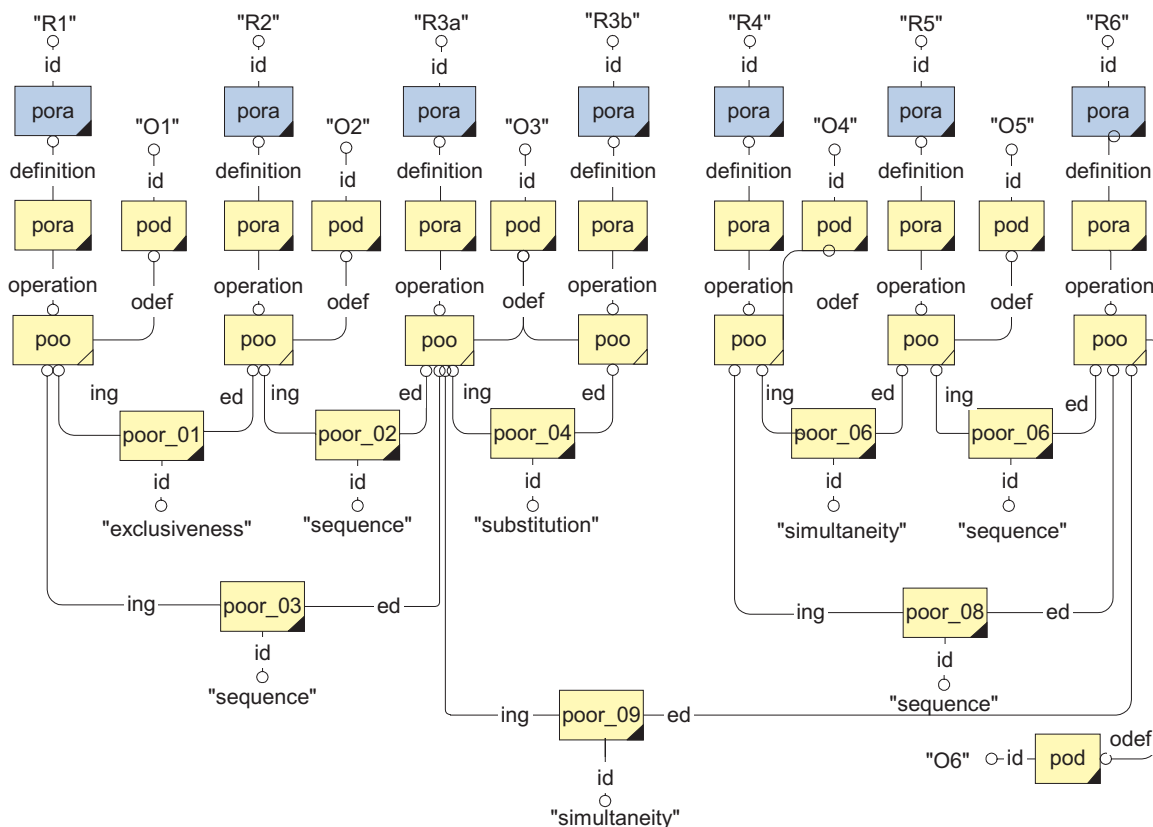 "R1" "R2" "R3a" "R3b" "R4" "R5" "R6"
id id id id id id id
pora pora pora pora pora pora pora
"O1" "O2" "O3" "O4" "O5"
definition definition definition definition definition definition definition
id id id id id
pora pod pora pod pora pod pora pora pod pora pod pora
operation operation operation operation operation operation operation
odef odef odef odef odef
poo poo poo poo poo poo poo
ing ed ing ed ing ed ing ed ing ed
poor_01 poor_02 poor_04 poor_06 poor_06
id id id id id
"exclusiveness" "sequence" "substitution" "simultaneity" "sequence"
ing poor_03 ed ing poor_08 ed
id id
"sequence" "sequence"
ing poor_09 ed
odef
"O6" id pod
id
"simultaneity"